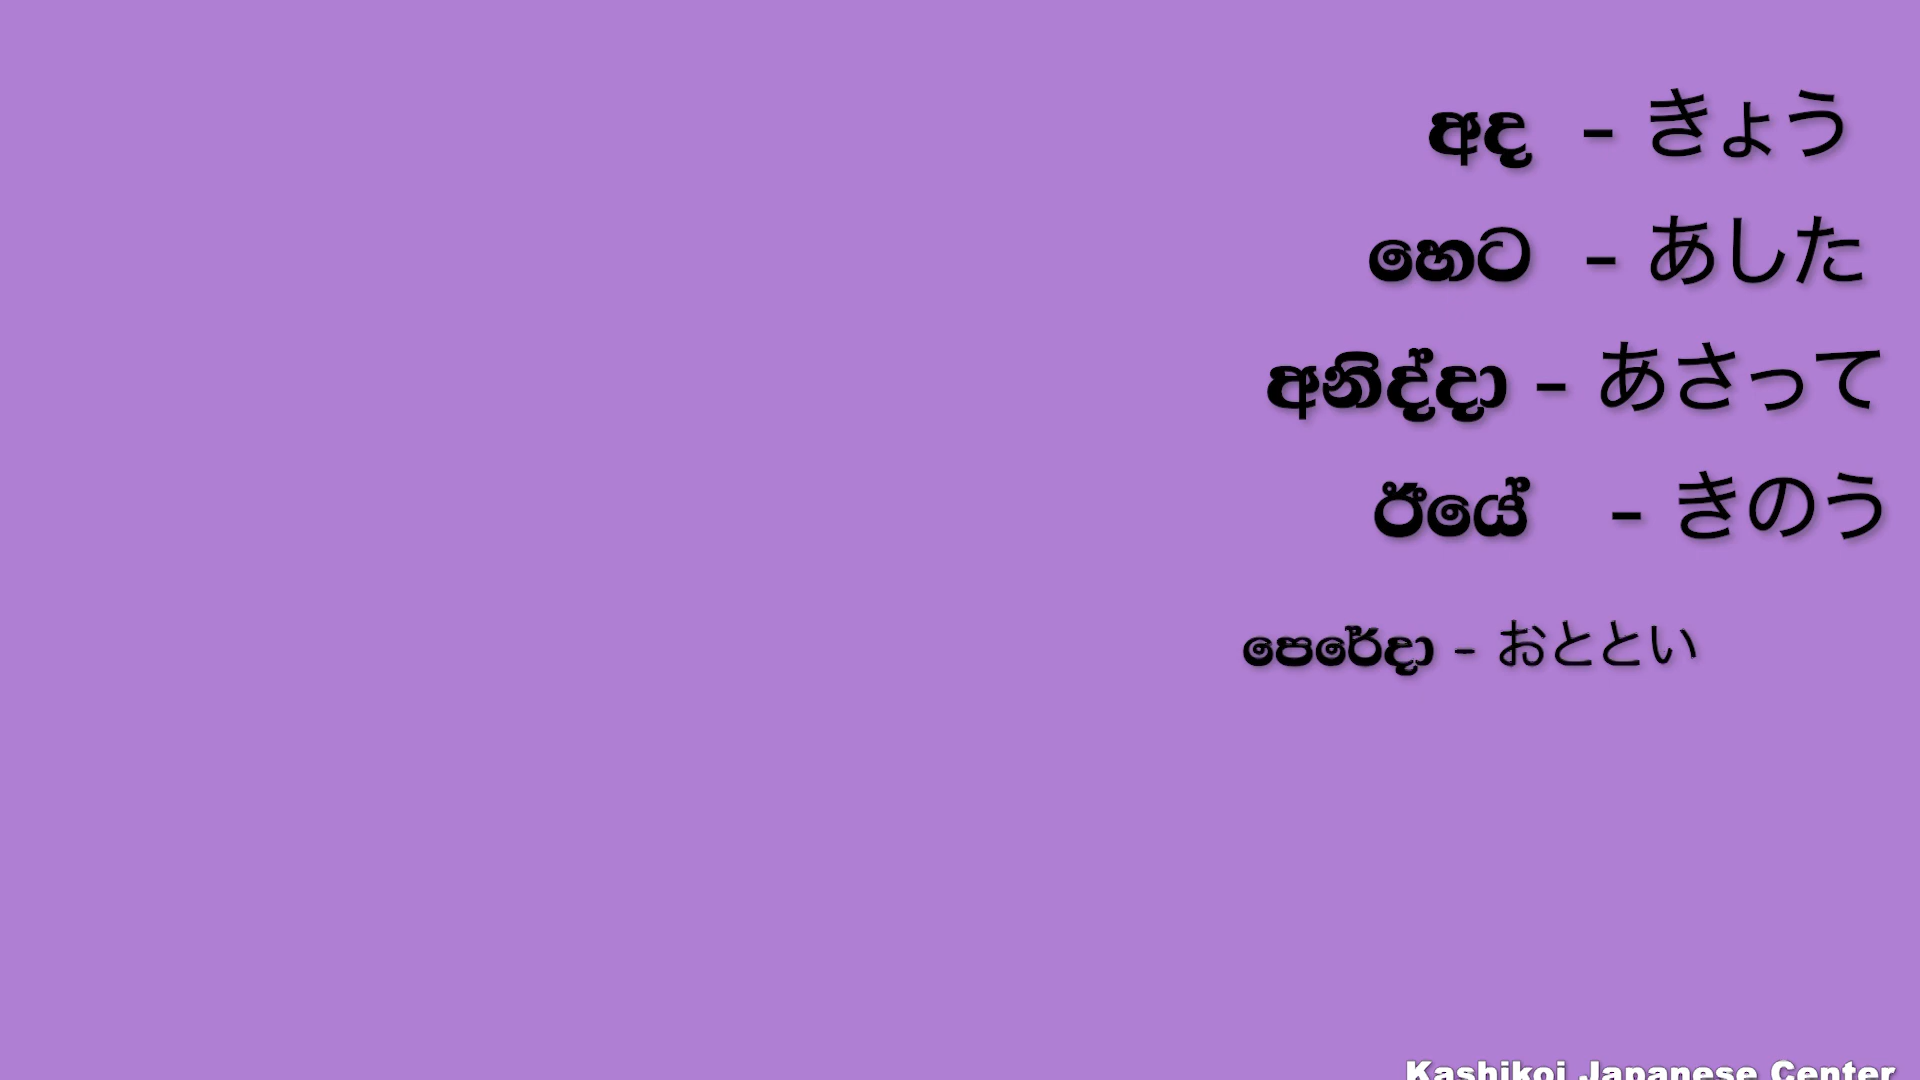 අද - きょう
හෙට - あした
අනිද්දා - あさって
ඊයේ - きのう
පෙරේදා - おととい
Kashikoi Japanese Center